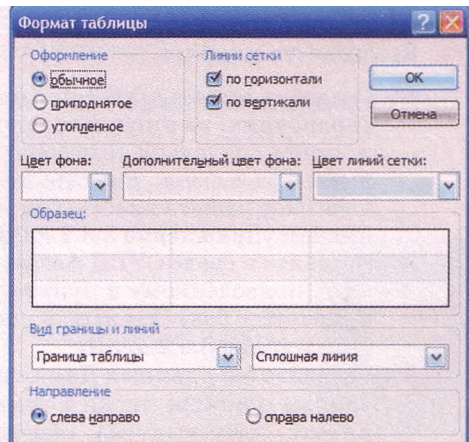 Формат таблицы
Оформление
обычное
приподнятое
утопленное
Линии сетки
по горизонтали
по вертикали
ОК
Отмена
Цвет фона: Дополнительный цвет фона: Цвет линий сетки:
Образец:
Вид границы и линий
Граница таблицы Сплошная линия
Направление
слева направо справа налево